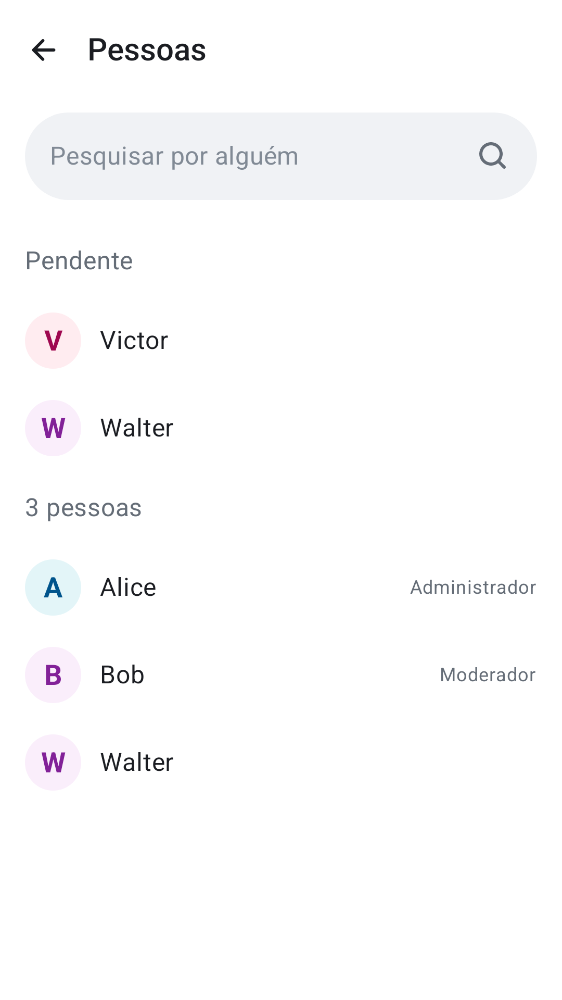 Pessoas
Pesquisar por alguém
Pendente
V Victor
W Walter
3 pessoas
A Alice Administrador
B Bob Moderador
W Walter